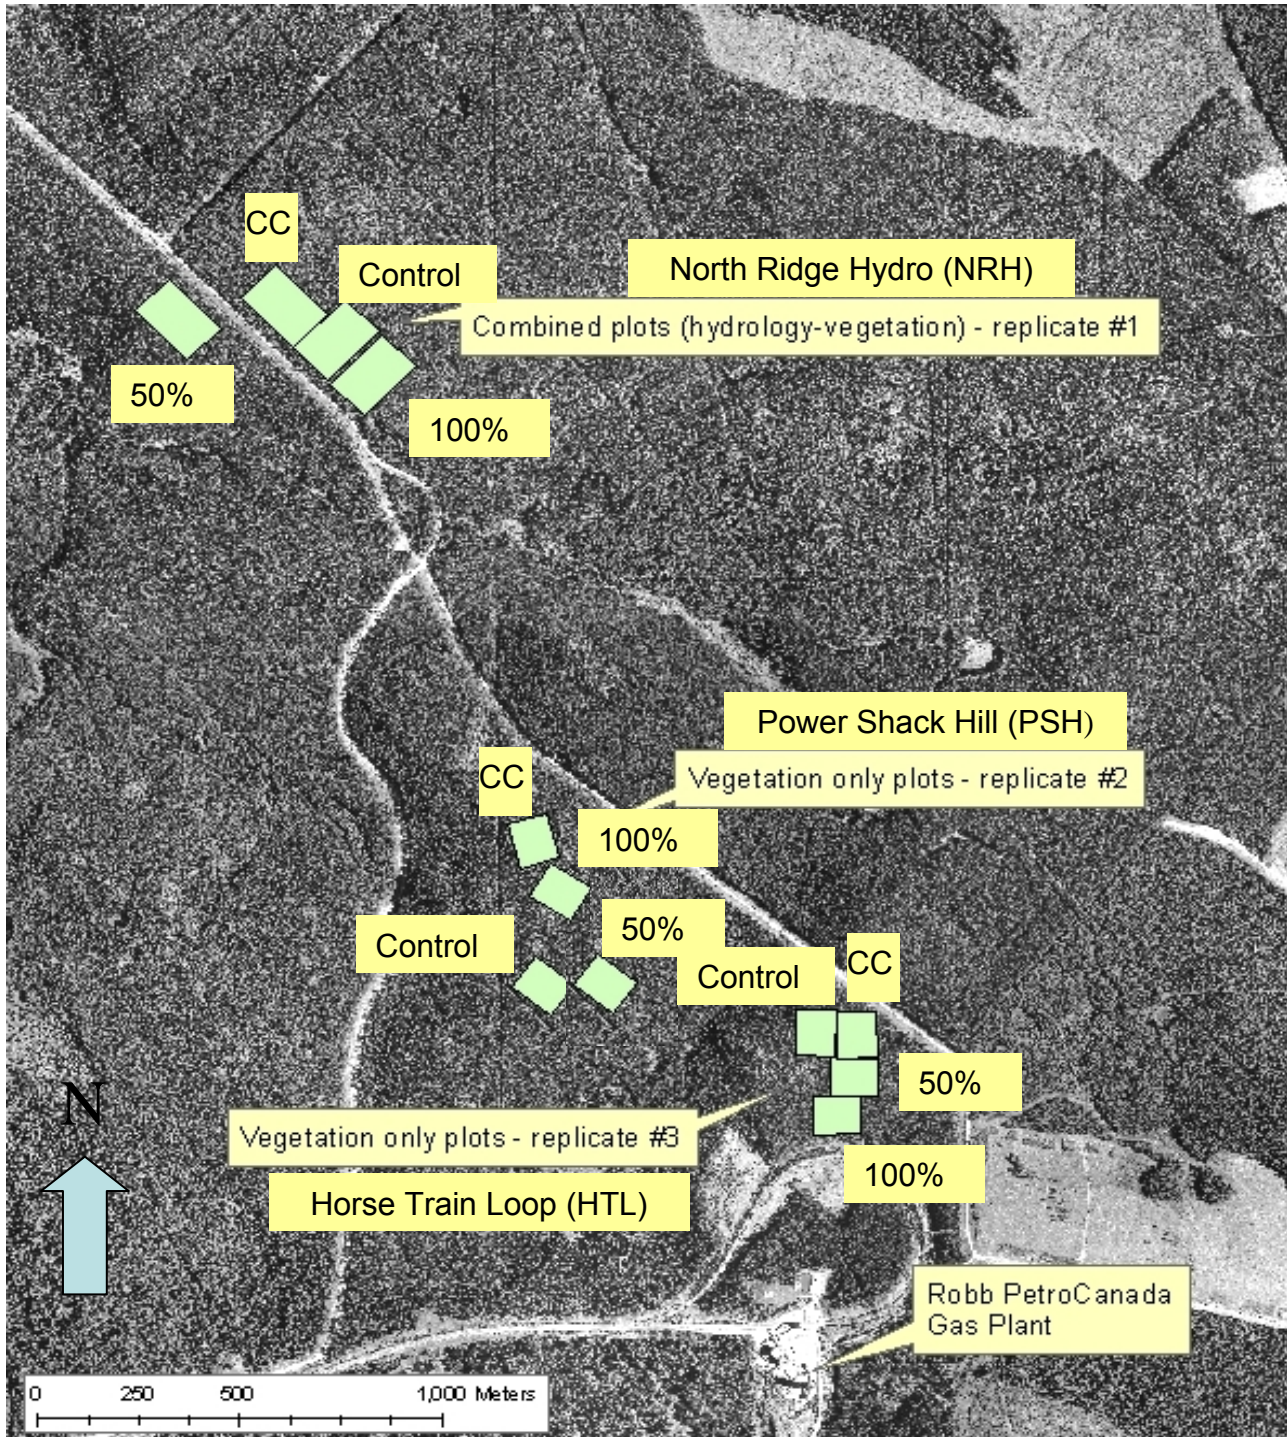 CC
Control
North Ridge Hydro (NRH)
Combined plots (hydrology-vegetation) - replicate #1
50%
100%
Power Shack Hill (PSH)
CC
Vegetation only plots - replicate #2
100%
50%
Control
Control
CC
50%
N
Vegetation only plots - replicate #3
100%
Horse Train Loop (HTL)
Robb PetroCanada
Gas Plant
0 250 500 1,000 Meters